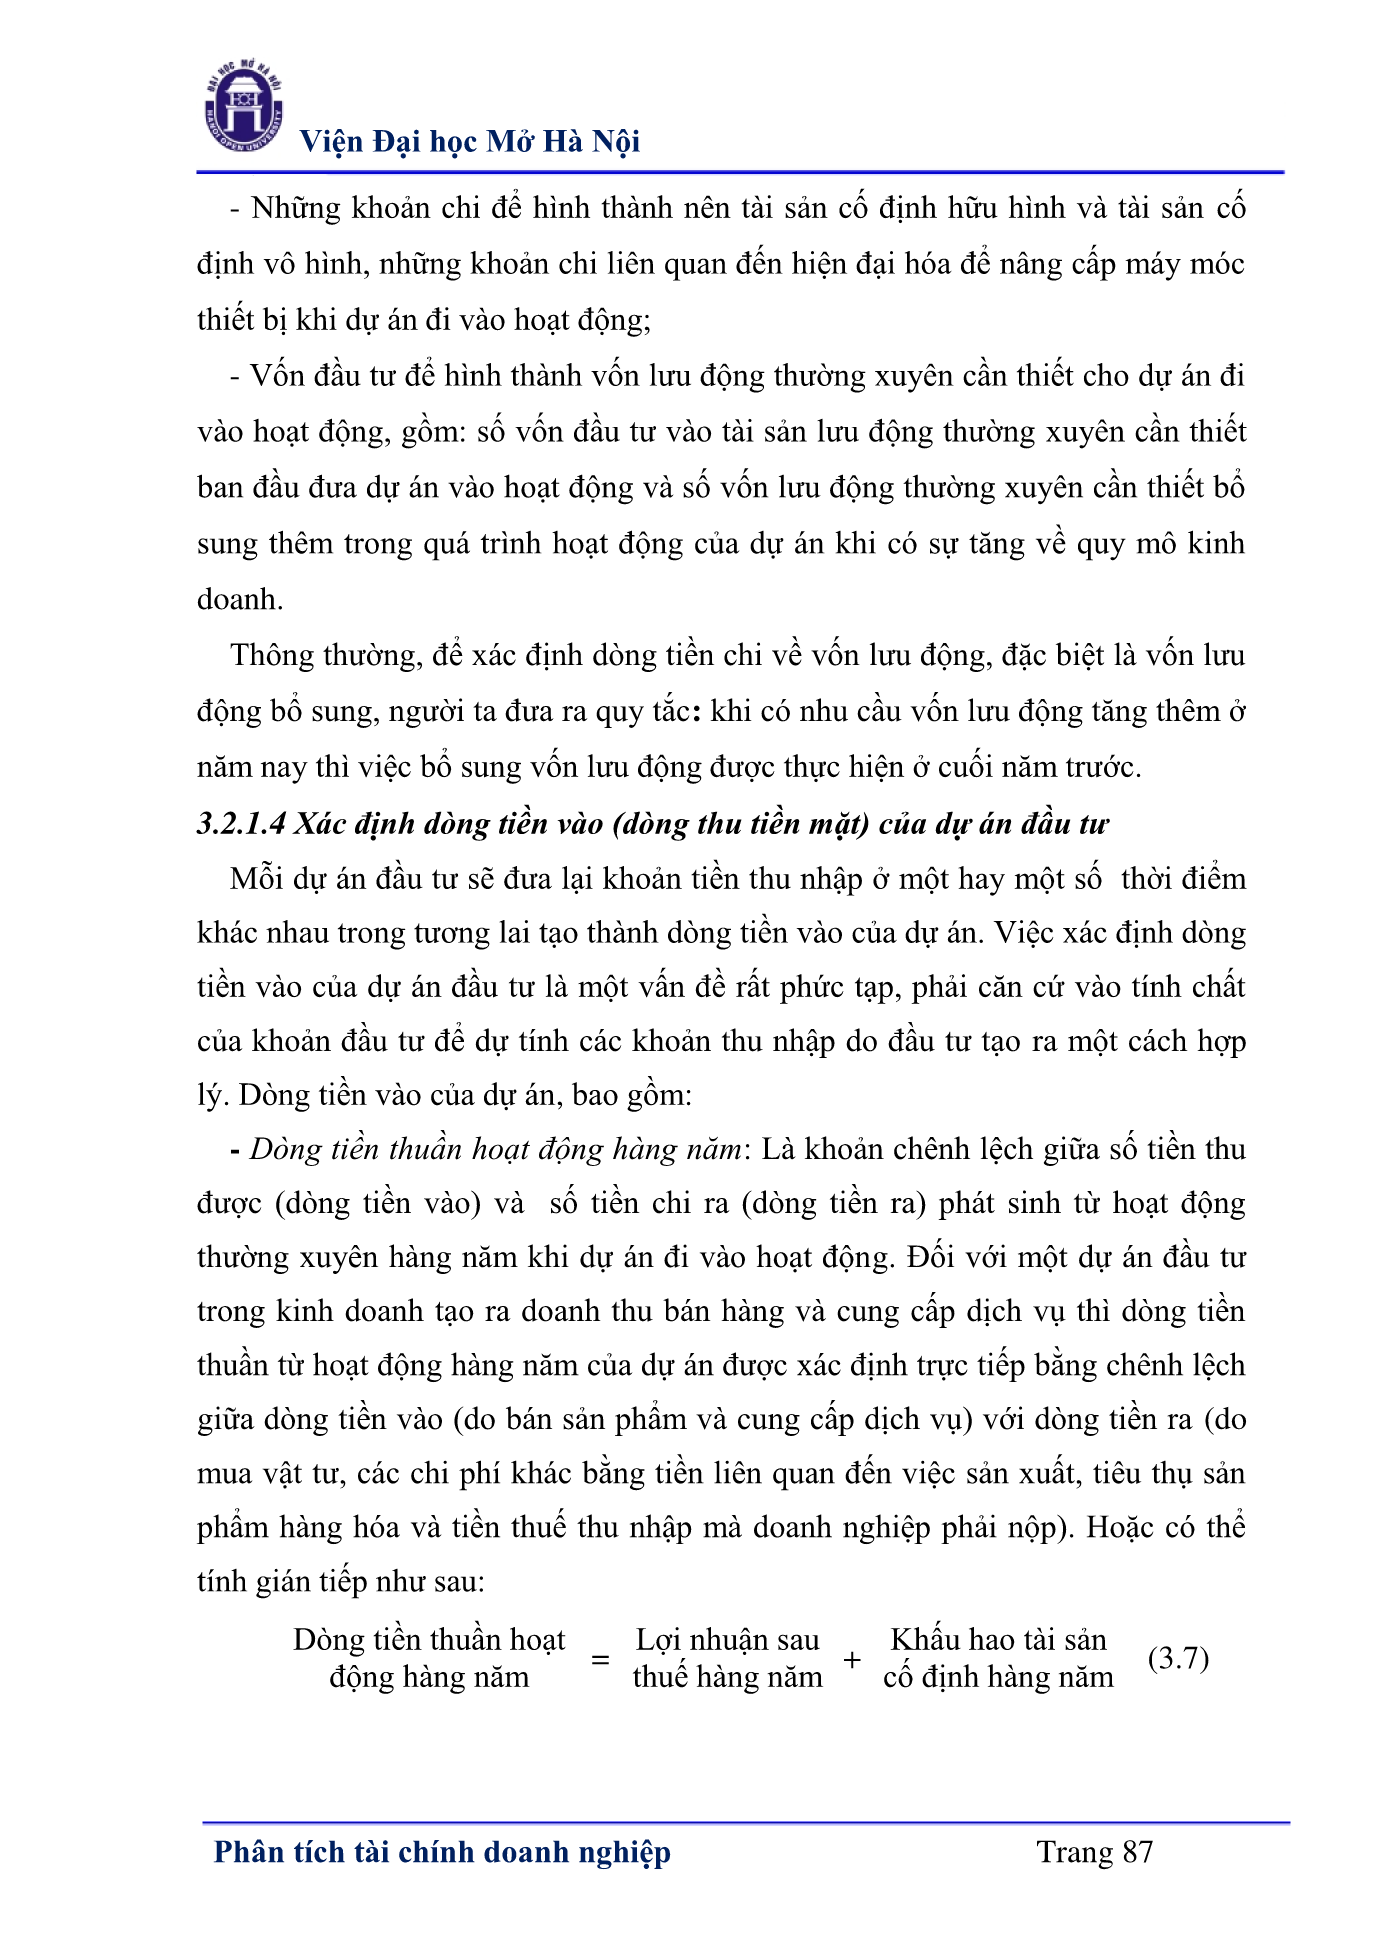 ĐẠI HỌC MỞ HÀ NỘI
HANOI OPEN UNIVERSITY
Viện Đại học Mở Hà Nội
- Những khoản chi để hình thành nên tài sản cố định hữu hình và tài sản cố
định vô hình, những khoản chi liên quan đến hiện đại hóa để nâng cấp máy móc
thiết bị khi dự án đi vào hoạt động;
- Vốn đầu tư để hình thành vốn lưu động thường xuyên cần thiết cho dự án đi
vào hoạt động, gồm: số vốn đầu tư vào tài sản lưu động thường xuyên cần thiết
ban đầu đưa dự án vào hoạt động và số vốn lưu động thường xuyên cần thiết bổ
sung thêm trong quá trình hoạt động của dự án khi có sự tăng về quy mô kinh
doanh.
Thông thường, để xác định dòng tiền chi về vốn lưu động, đặc biệt là vốn lưu
động bổ sung, người ta đưa ra quy tắc: khi có nhu cầu vốn lưu động tăng thêm ở
năm nay thì việc bổ sung vốn lưu động được thực hiện ở cuối năm trước.
3.2.1.4 Xác định dòng tiền vào (dòng thu tiền mặt) của dự án đầu tư
Mỗi dự án đầu tư sẽ đưa lại khoản tiền thu nhập ở một hay một số thời điểm
khác nhau trong tương lai tạo thành dòng tiền vào của dự án. Việc xác định dòng
tiền vào của dự án đầu tư là một vấn đề rất phức tạp, phải căn cứ vào tính chất
của khoản đầu tư để dự tính các khoản thu nhập do đầu tư tạo ra một cách hợp
lý. Dòng tiền vào của dự án, bao gồm:
- Dòng tiền thuần hoạt động hàng năm: Là khoản chênh lệch giữa số tiền thu
được (dòng tiền vào) và số tiền chi ra (dòng tiền ra) phát sinh từ hoạt động
thường xuyên hàng năm khi dự án đi vào hoạt động. Đối với một dự án đầu tư
trong kinh doanh tạo ra doanh thu bán hàng và cung cấp dịch vụ thì dòng tiền
thuần từ hoạt động hàng năm của dự án được xác định trực tiếp bằng chênh lệch
giữa dòng tiền vào (do bán sản phẩm và cung cấp dịch vụ) với dòng tiền ra (do
mua vật tư, các chi phí khác bằng tiền liên quan đến việc sản xuất, tiêu thụ sản
phẩm hàng hóa và tiền thuế thu nhập mà doanh nghiệp phải nộp). Hoặc có thể
tính gián tiếp như sau:
Dòng tiền thuần hoạt động hàng năm = Lợi nhuận sau thuế hàng năm + Khấu hao tài sản cố định hàng năm (3.7)
Phân tích tài chính doanh nghiệp Trang 87